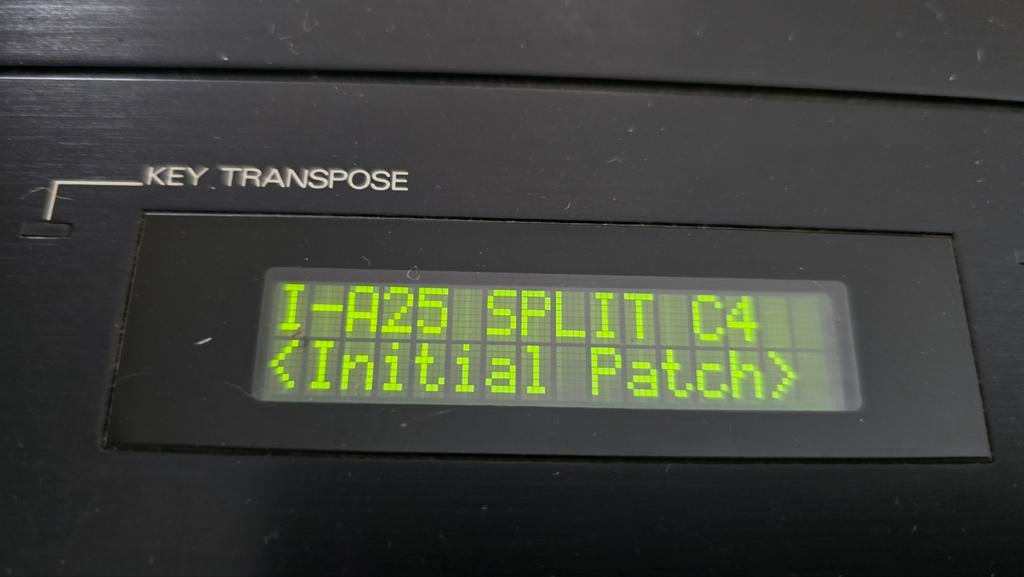 KEY TRANSPOSE
I-A25 SPLIT C4
<Initial Patch>